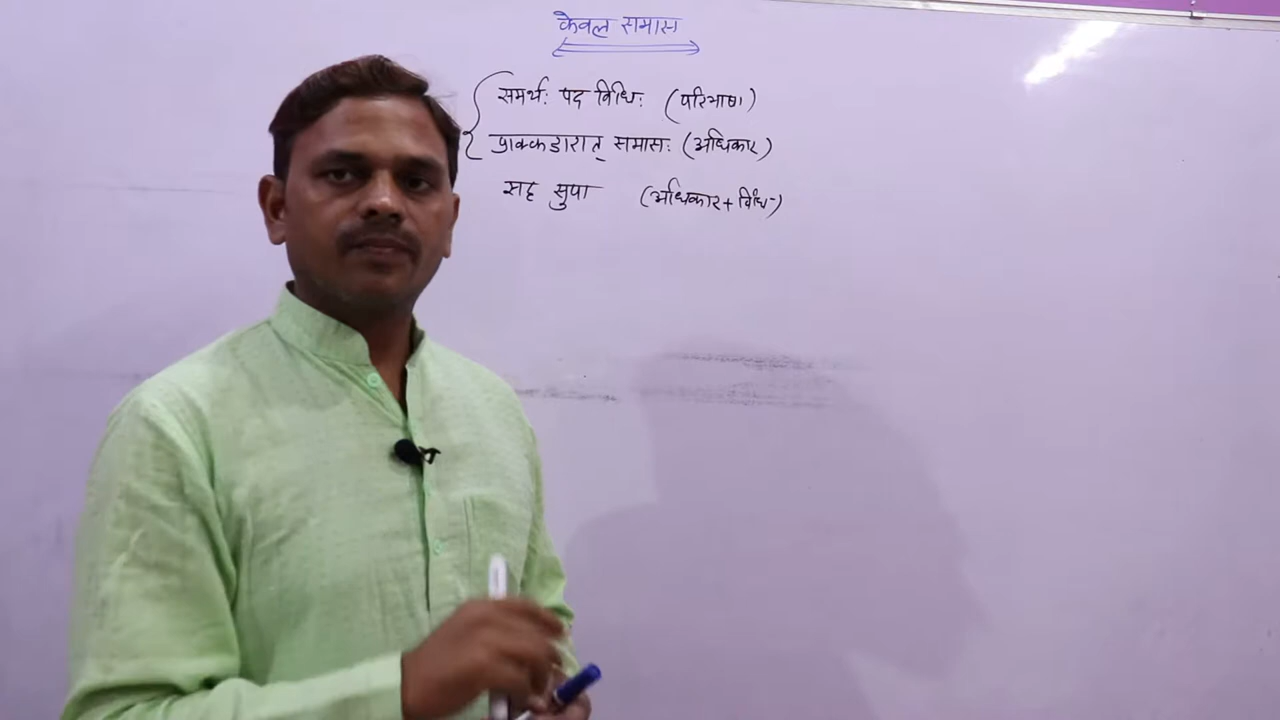 केवल समास
समर्थः पद विधिः (परिभाषा)
प्राक्कडारात् समासः (अधिकार)
सह सुपा (अधिकार + विधि)